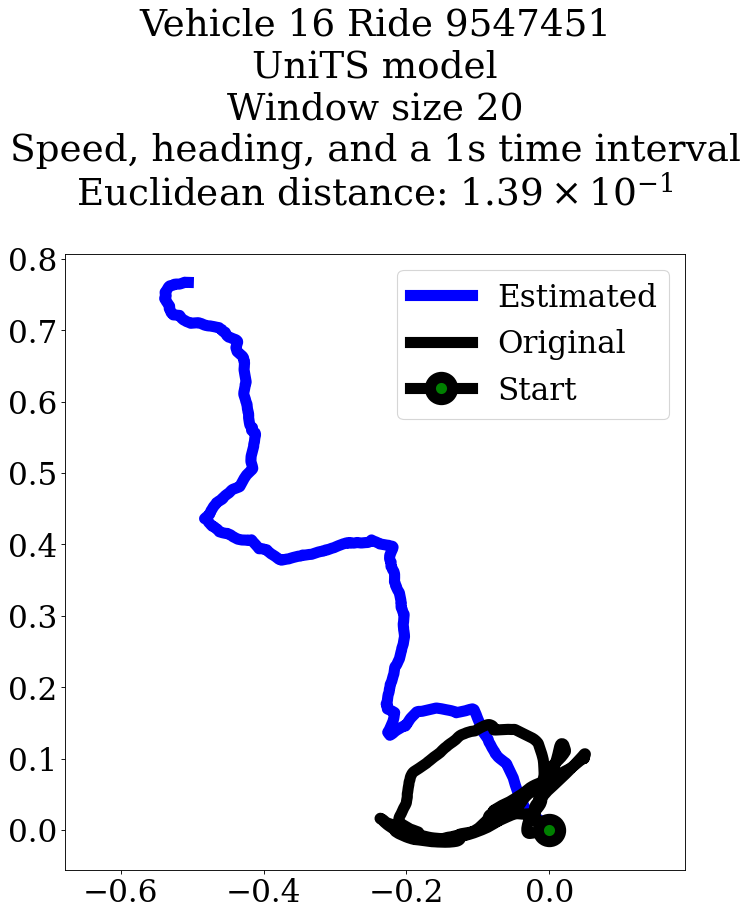 Vehicle 16 Ride 9547451
UniTS model
Window size 20
Speed, heading, and a 1s time interval
Euclidean distance: 1.39 × 10⁻¹
Estimated
Original
Start
0.8
0.7
0.6
0.5
0.4
0.3
0.2
0.1
0.0
−0.6 −0.4 −0.2 0.0